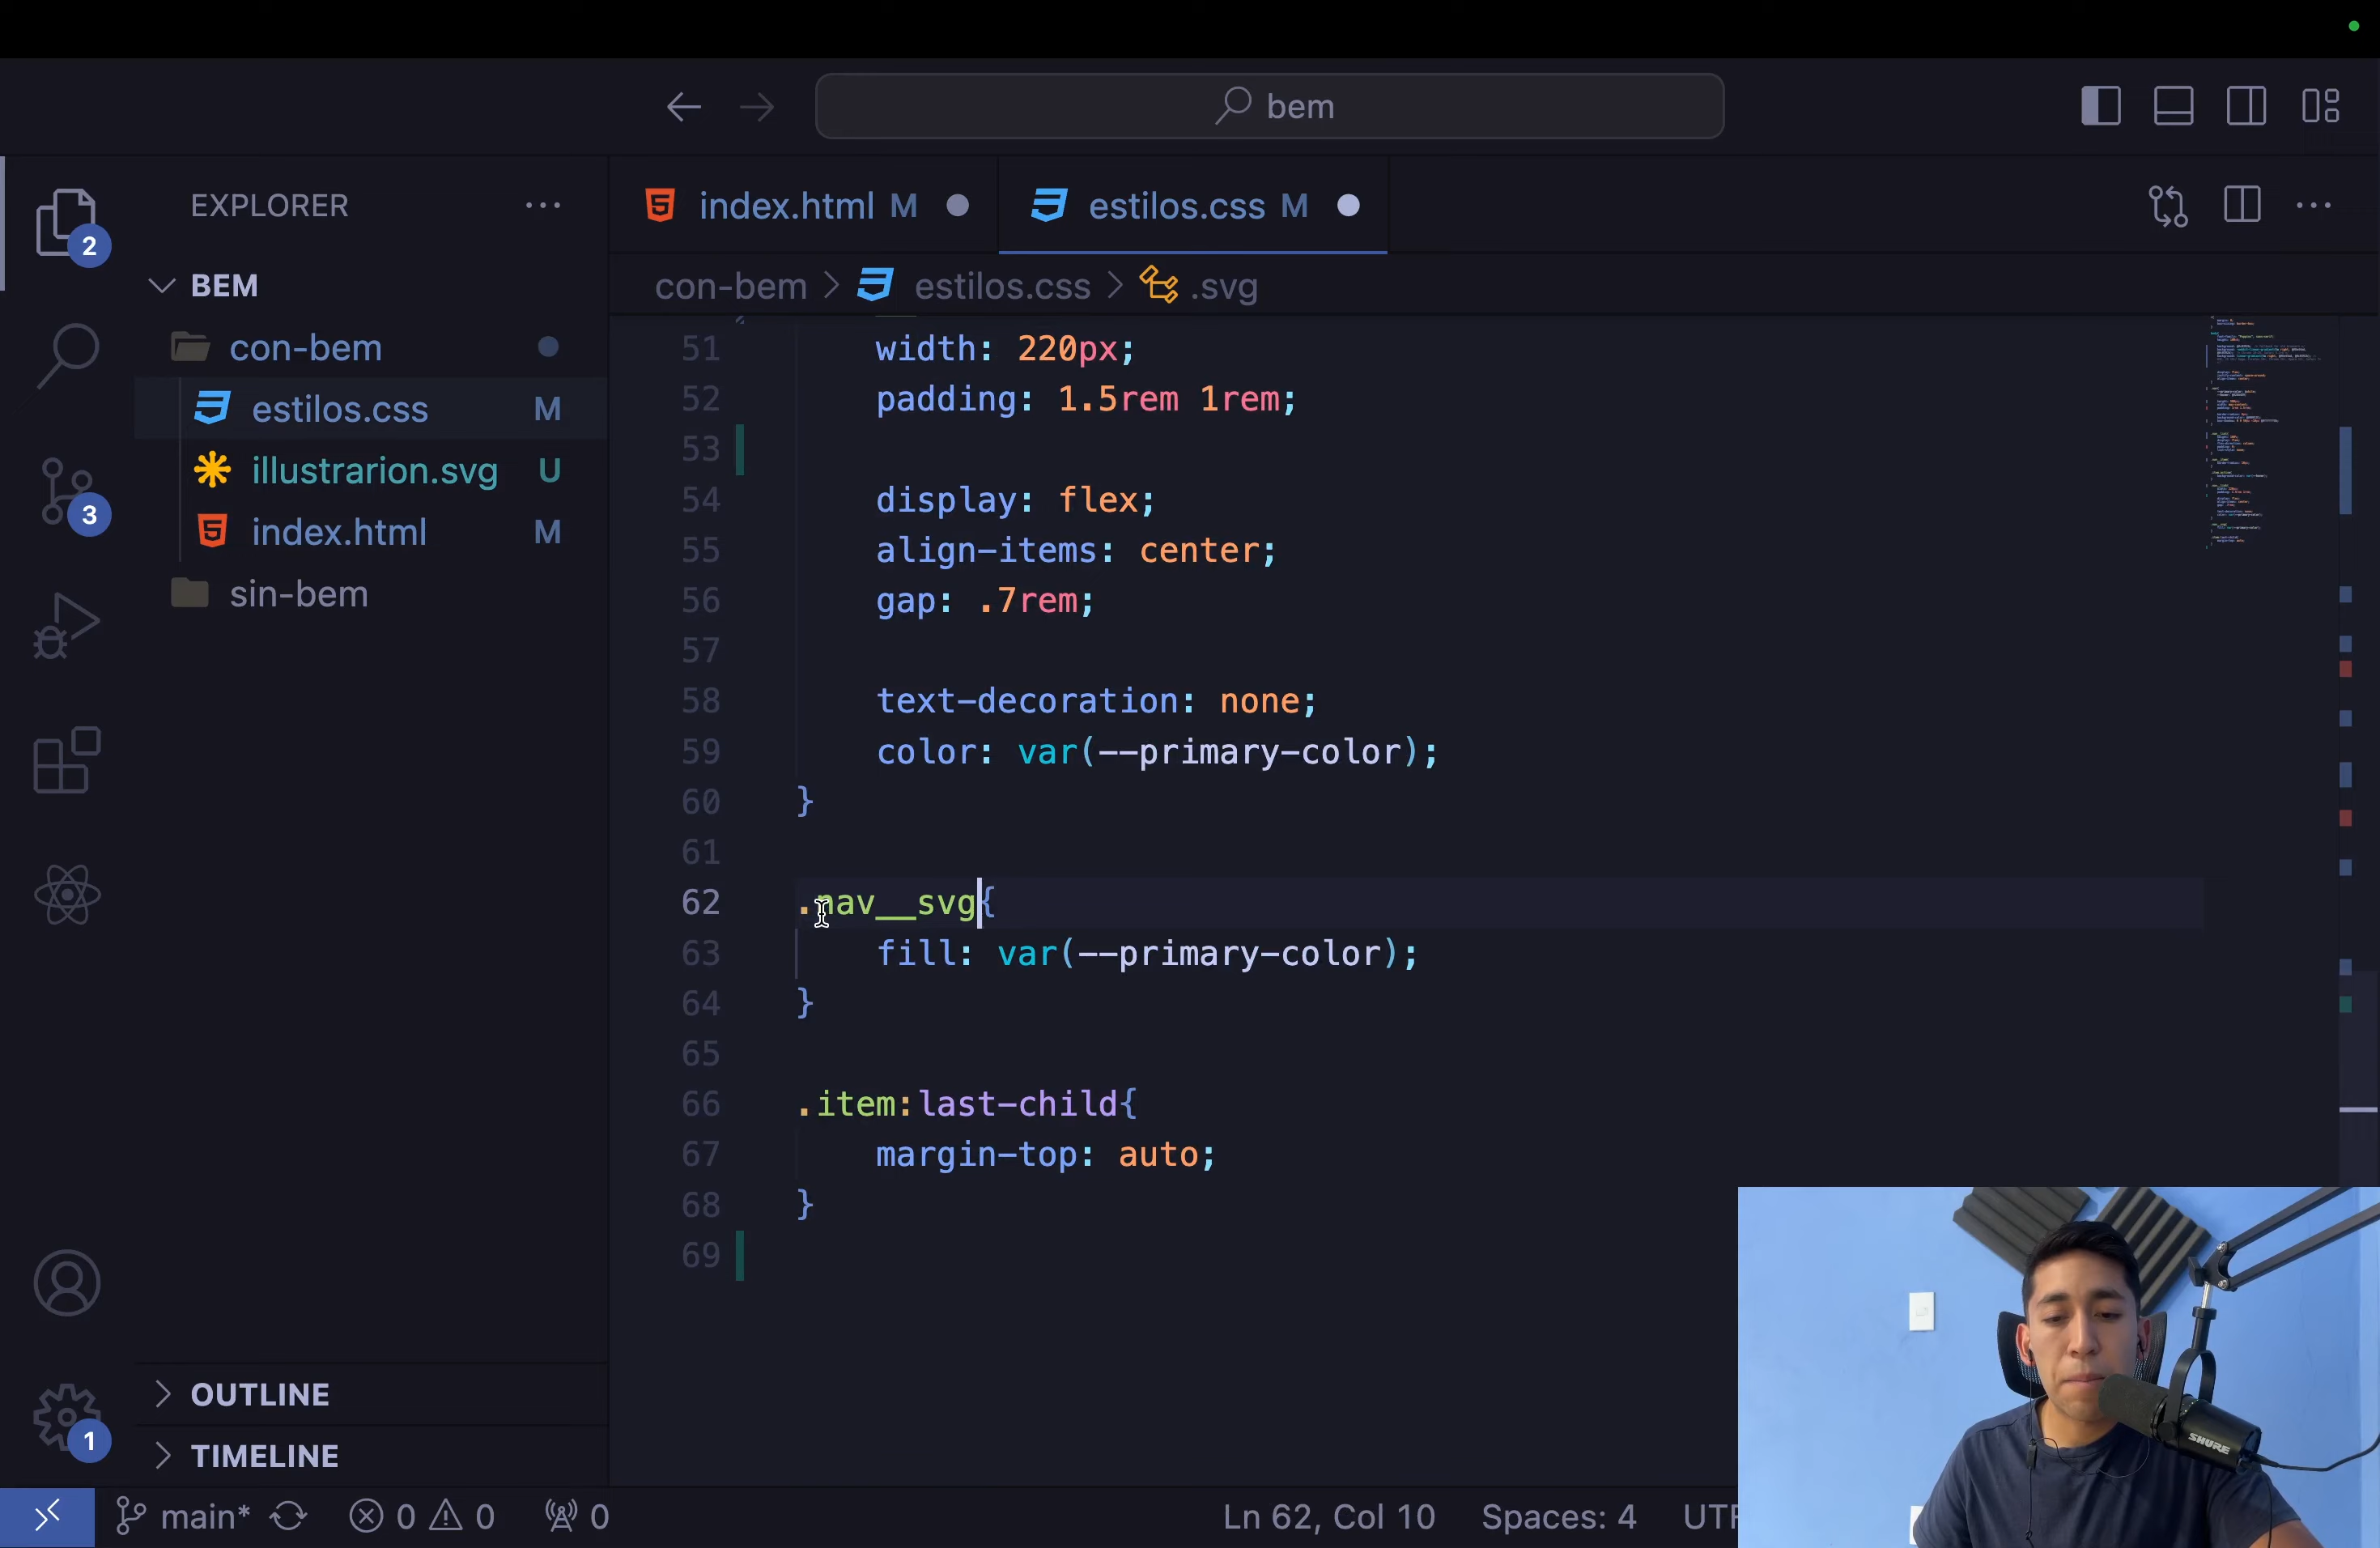 bem
EXPLORER
index.html M
estilos.css M
2
BEM
con-bem > estilos.css > .svg
con-bem
estilos.css M
illustrarion.svg U
3
index.html M
sin-bem
51 width: 220px;
52 padding: 1.5rem 1rem;
53
54 display: flex;
55 align-items: center;
56 gap: .7rem;
57
58 text-decoration: none;
59 color: var(--primary-color);
60 }
61
62 .nav__svg{
63 fill: var(--primary-color);
64 }
65
66 .item:last-child{
67 margin-top: auto;
68 }
69
OUTLINE
1
TIMELINE
SHURE
main* 0 0 0 Ln 62, Col 10 Spaces: 4